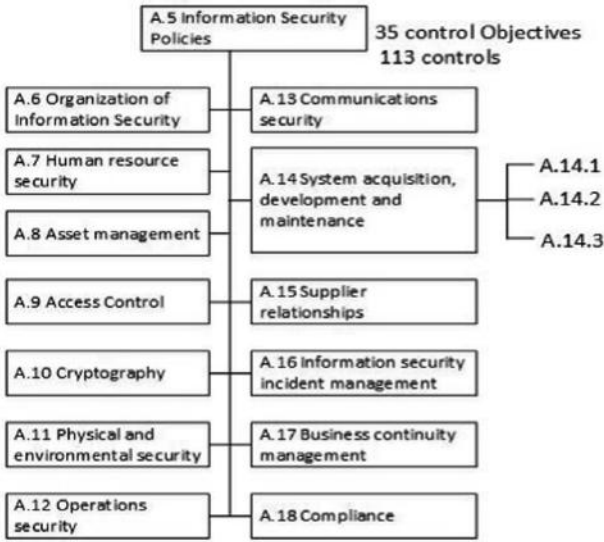 A.5 Information Security
Policies
35 control Objectives
113 controls
A.6 Organization of
Information Security
A.13 Communications
security
A.7 Human resource
security
A.14 System acquisition,
development and
maintenance
A.14.1
A.14.2
A.14.3
A.8 Asset management
A.9 Access Control
A.15 Supplier
relationships
A.10 Cryptography
A.16 Information security
incident management
A.11 Physical and
environmental security
A.17 Business continuity
management
A.12 Operations
security
A.18 Compliance